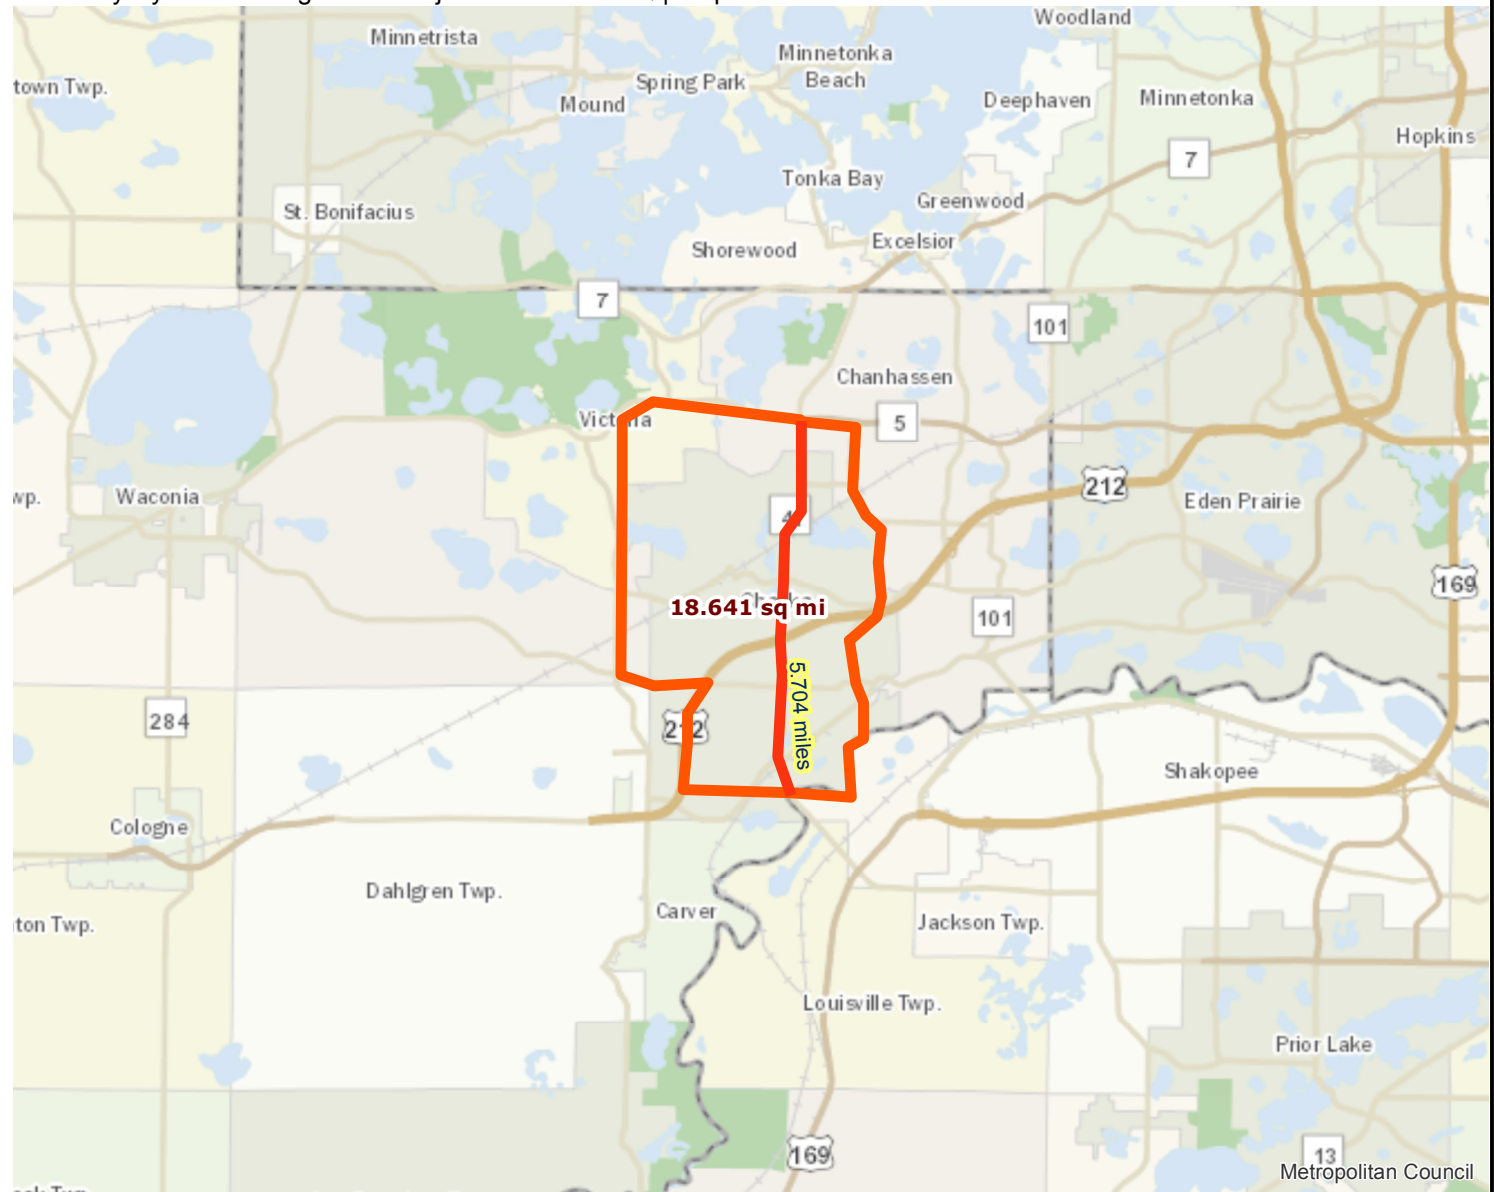 Woodland
Minnetrista
Minnetonka
Beach
Spring Park
town Twp.
Mound
Deephaven
Minnetonka
Hopkins
7
Tonka Bay
Greenwood
St. Bonifacius
Shorewood
Excelsior
7
101
Chanhassen
5
Waconia
wp.
212
Eden Prairie
169
18.641 sq mi
101
5.704 miles
284
212
Shakopee
Cologne
Dahlgren Twp.
Carver
Jackson Twp.
ton Twp.
Louisville Twp.
Prior Lake
169
13
Metropolitan Council